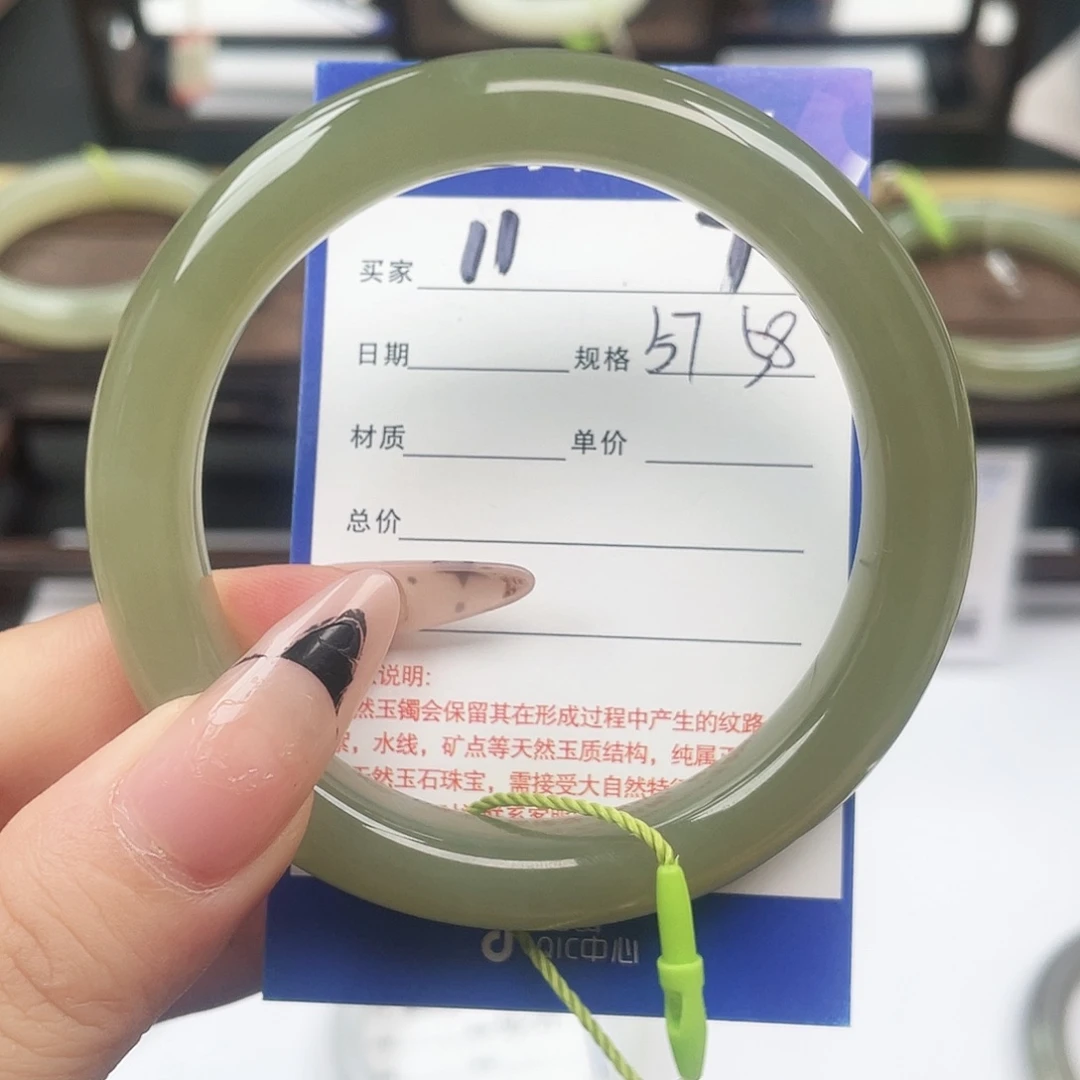 买家 11 7
日期 规格 57 58
材质 单价
总价
说明:
然玉镯会保留其在形成过程中产生的纹路
,水线,矿点等天然玉质结构,纯属
天然玉石珠宝,需接受大自然特
QIC中心